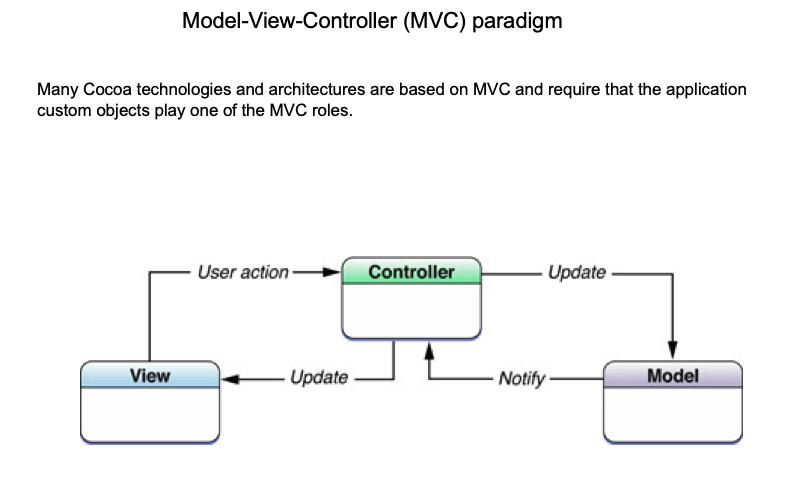 Model-View-Controller (MVC) paradigm
Many Cocoa technologies and architectures are based on MVC and require that the application
custom objects play one of the MVC roles.
User action
Controller
Update
View
Update
Notify
Model